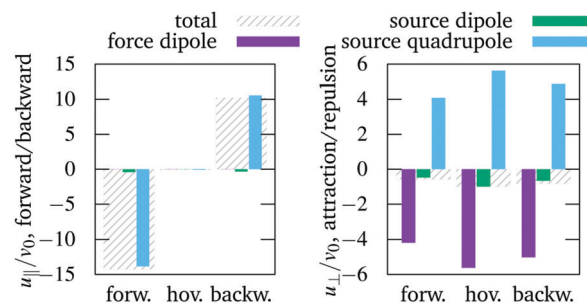 total
force dipole
source dipole
source quadrupole
u∥/v₀, forward/backward
15
10
5
0
−5
−10
−15
forw. hov. backw.
u⊥/v₀, attraction/repulsion
6
4
2
0
−2
−4
−6
forw. hov. backw.